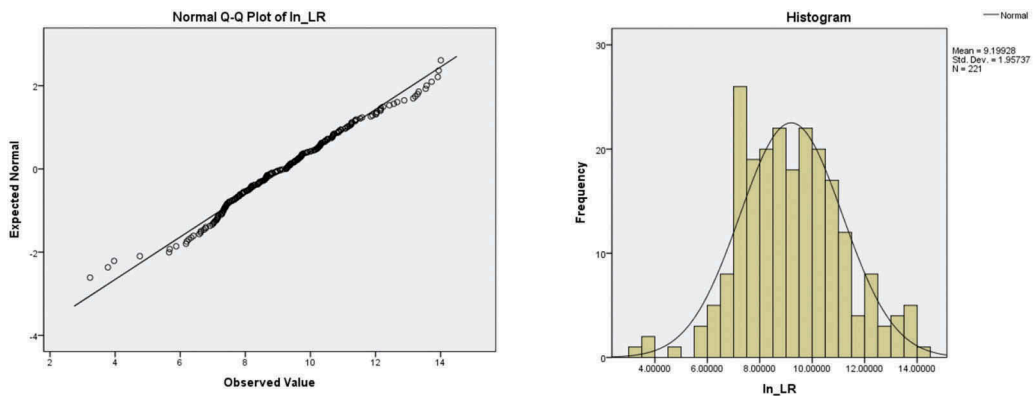 Normal Q-Q Plot of ln_LR
Expected Normal
2
0
-2
-4
2
4
6
8
10
12
14
Observed Value
Histogram
Normal
Mean = 9.19928
Std. Dev. = 1.95737
N = 221
Frequency
30
20
10
0
4.00000
6.00000
8.00000
10.00000
12.00000
14.00000
ln_LR